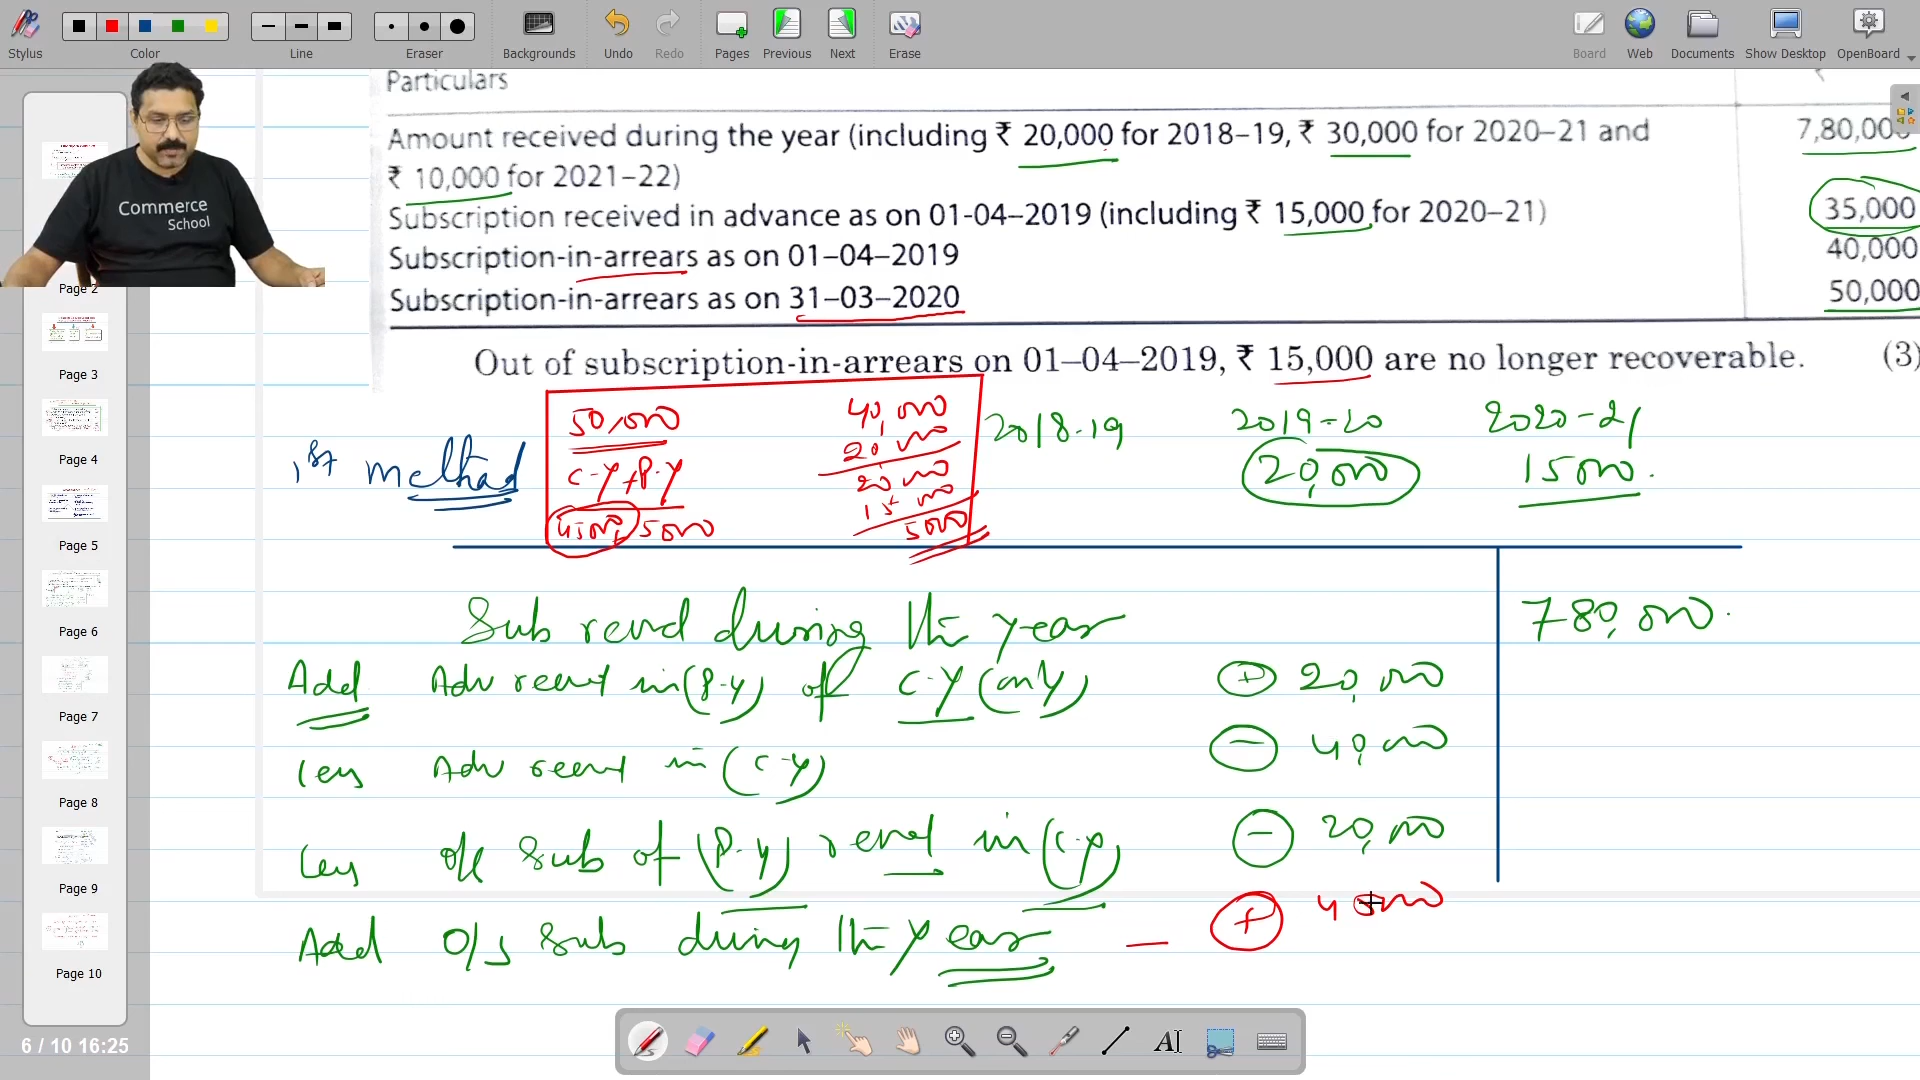 Stylus Color Line Eraser Backgrounds Undo Redo Pages Previous Next Erase Board Web Documents Show Desktop OpenBoard
Particulars ₹
Amount received during the year (including ₹ 20,000 for 2018–19, ₹ 30,000 for 2020–21 and 7,80,000
₹ 10,000 for 2021–22)
Subscription received in advance as on 01-04–2019 (including ₹ 15,000 for 2020–21) 35,000
Subscription-in-arrears as on 01–04–2019 40,000
Subscription-in-arrears as on 31–03–2020 50,000
Out of subscription-in-arrears on 01–04–2019, ₹ 15,000 are no longer recoverable. (3)
Commerce
School
1st Method
50,000
C-Y, P.Y
45000, 5000
40,000
20,000
20,000
15,000
5000
2018-19 2019-20 2020-21
20,000 15000.
Sub recvd during the year 780,000.
Add Adv recvd in (P-Y) of C-Y (only) + 20,000
Less Adv recvd in (C-Y) − 40,000
Less o/s Sub of (P-Y) recvd in (C-Y) − 20,000
Add O/s Sub during the year — + 45000
Page 2
Page 3
Page 4
Page 5
Page 6
Page 7
Page 8
Page 9
Page 10
6 / 10 16:25